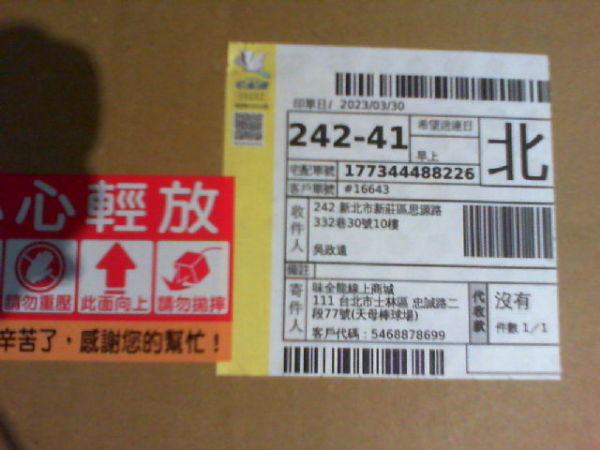 心輕放
請勿重壓
此面向上
請勿拋摔
辛苦了，感謝您的幫忙！
印單日/ 2023/03/30
242-41
希望送達日
早上
北
宅配單號 177344488226
客戶單號 #16643
收件人
242 新北市新莊區思源路
332巷30號10樓
吳政遠
備註
寄件人
味全龍線上商城
111 台北市士林區 忠誠路二
段77號(天母棒球場)
客戶代碼：5468878699
代收款
沒有
件數 1/1